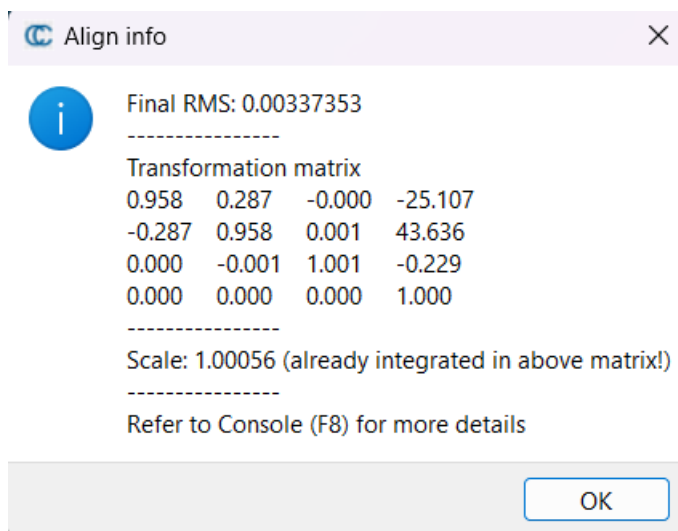 Align info
Final RMS: 0.00337353
----------------
Transformation matrix
0.958 0.287 -0.000 -25.107
-0.287 0.958 0.001 43.636
0.000 -0.001 1.001 -0.229
0.000 0.000 0.000 1.000
----------------
Scale: 1.00056 (already integrated in above matrix!)
----------------
Refer to Console (F8) for more details
OK